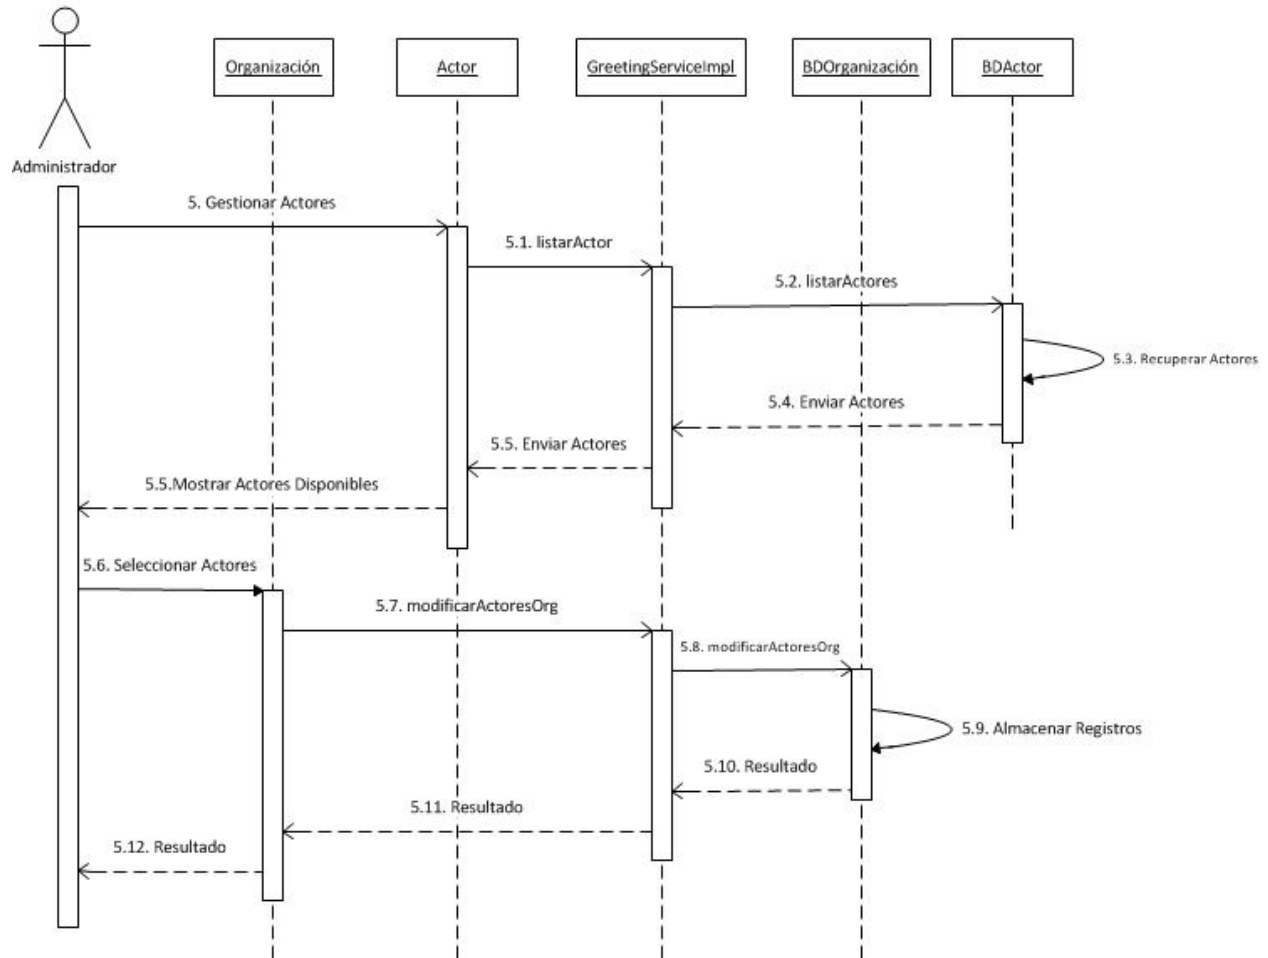 Organización
Actor
GreetingServiceImpl
BDOrganización
BDActor
Administrador
5. Gestionar Actores
5.1. listarActor
5.2. listarActores
5.3. Recuperar Actores
5.4. Enviar Actores
5.5. Enviar Actores
5.5.Mostrar Actores Disponibles
5.6. Seleccionar Actores
5.7. modificarActoresOrg
5.8. modificarActoresOrg
5.9. Almacenar Registros
5.10. Resultado
5.11. Resultado
5.12. Resultado